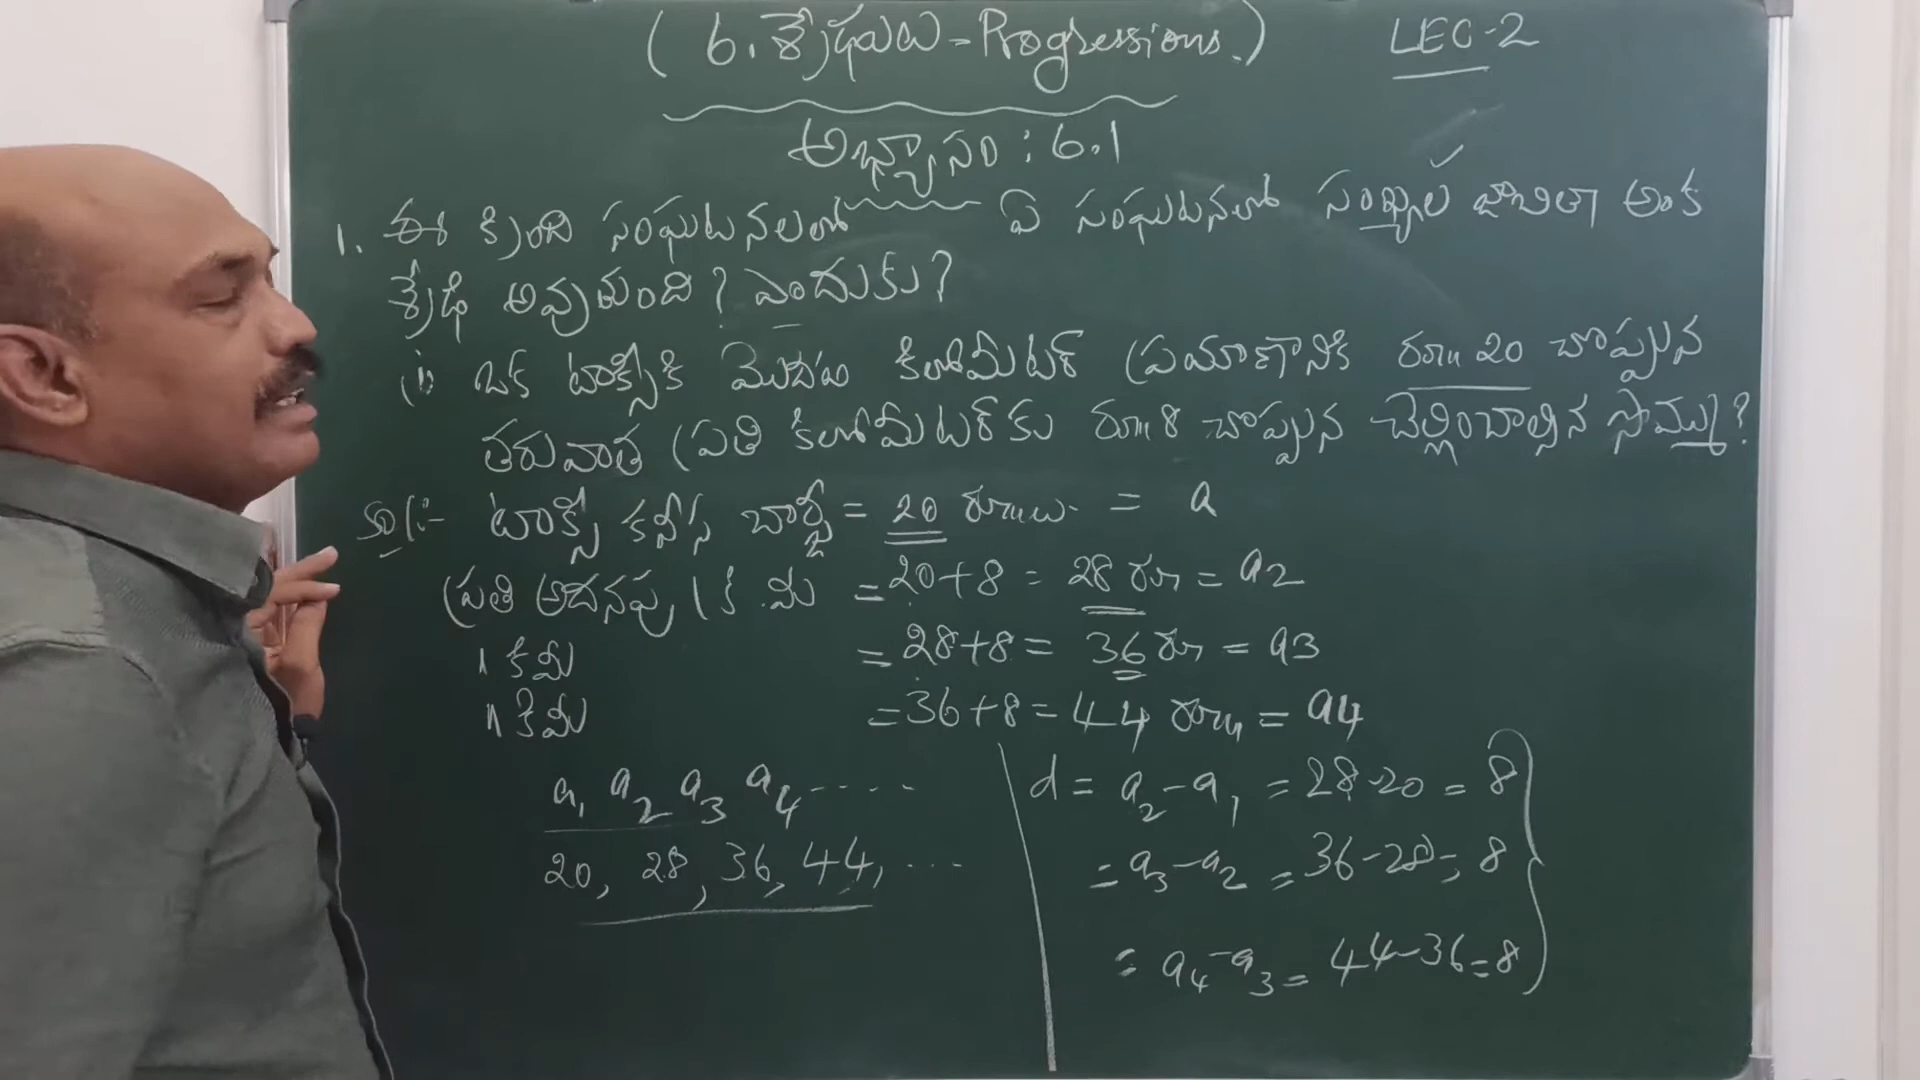 ( 6. శ్రేఢులు - Progressions.)
LEC-2
అభ్యాసం : 6.1
1. ఈ క్రింది సంఘటనలలో ఏ సంఘటనలో సంఖ్యల జాబితా అంక
శ్రేఢి అవుతుంది? ఎందుకు?
(i) ఒక టాక్సీకి మొదట కిలోమీటర్ ప్రయాణానికి రూ 20 చొప్పున
తరువాత ప్రతి కిలోమీటర్ కు రూ 8 చొప్పున చెల్లించాల్సిన సొమ్ము?
టాక్సీ కనీస చార్జీ = 20 రూ.లు. = a
ప్రతి అదనపు 1 కి.మీ = 20+8 = 28 రూ = a2
" కిమీ = 28+8 = 36 రూ = a3
" కిమీ = 36+8 = 44 రూ = a4
a1 a2 a3 a4 ....
20, 28, 36, 44, ...
d = a2 - a1 = 28-20 = 8
= a3 - a2 = 36-28 = 8
= a4 - a3 = 44-36 = 8